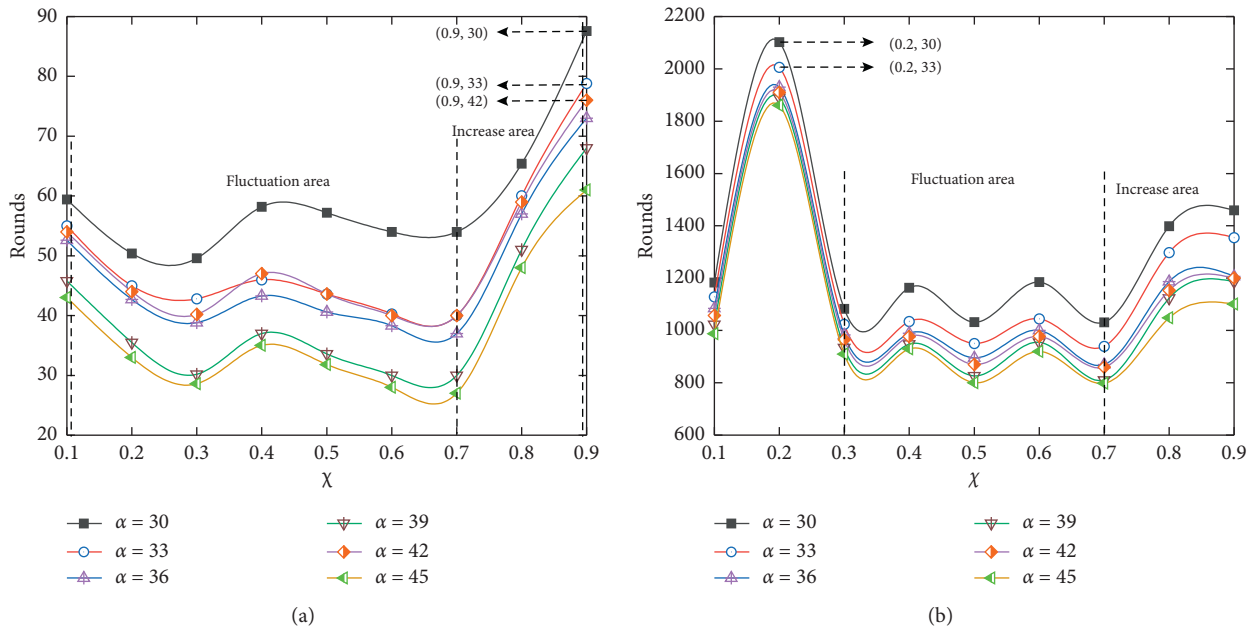 90
80
70
60
50
40
30
20
Rounds
0.1 0.2 0.3 0.4 0.5 0.6 0.7 0.8 0.9
χ
(0.9, 30)
(0.9, 33)
(0.9, 42)
Increase area
Fluctuation area
α = 30
α = 33
α = 36
α = 39
α = 42
α = 45
(a)
2200
2000
1800
1600
1400
1200
1000
800
600
Rounds
0.1 0.2 0.3 0.4 0.5 0.6 0.7 0.8 0.9
χ
(0.2, 30)
(0.2, 33)
Fluctuation area
Increase area
α = 30
α = 33
α = 36
α = 39
α = 42
α = 45
(b)